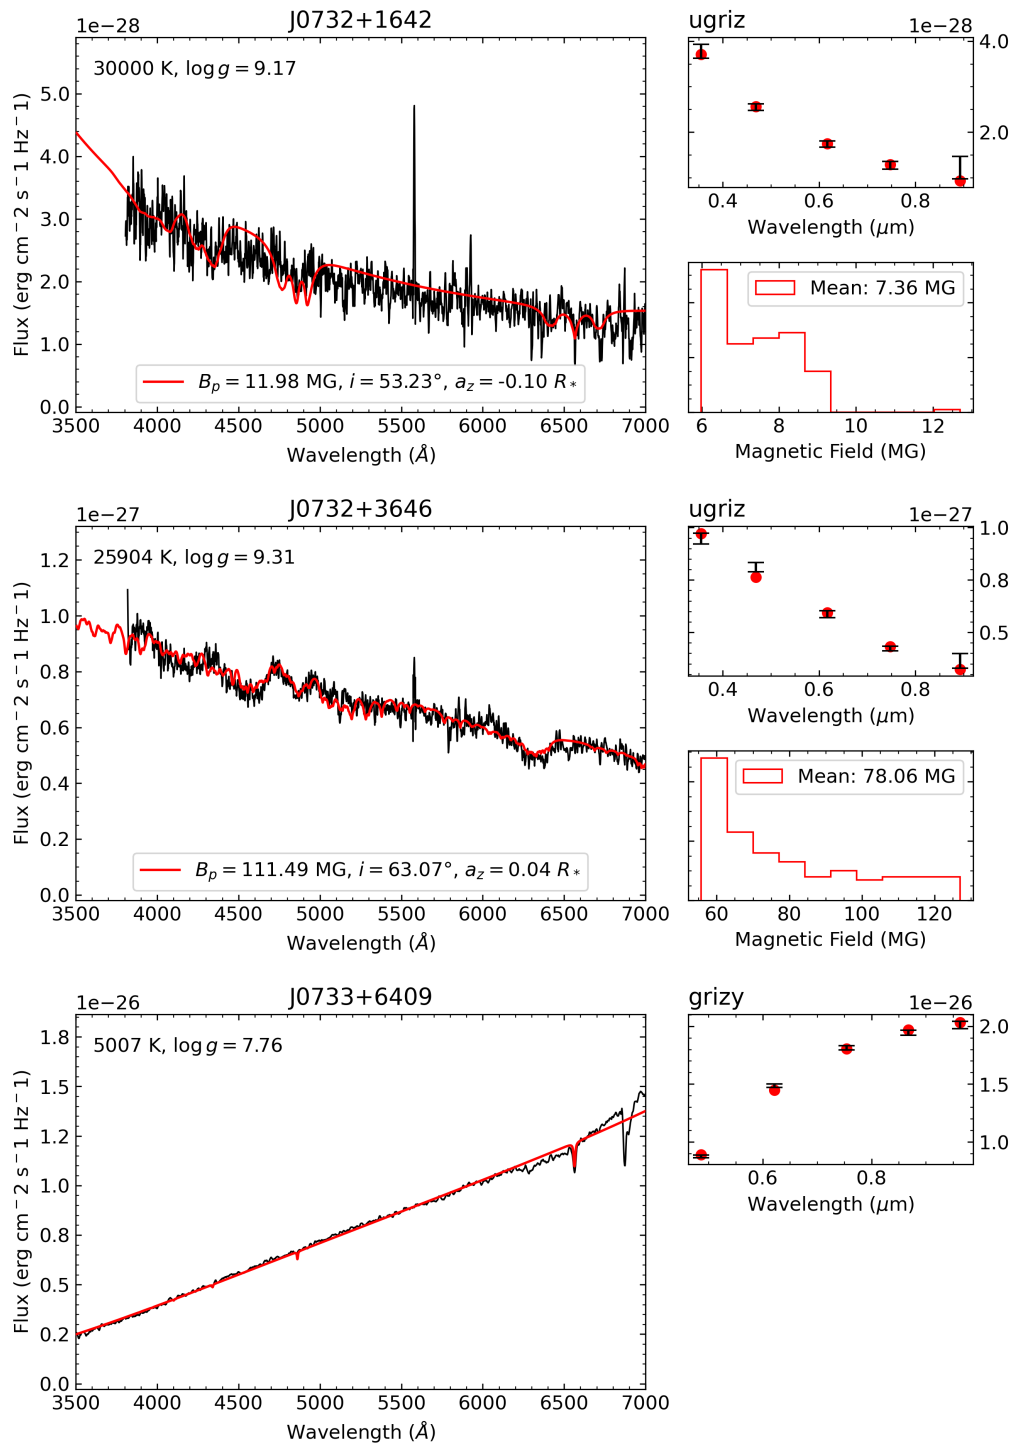 J0732+1642
1e−28
30000 K, log g = 9.17
5.0
4.0
3.0
2.0
1.0
0.0
Flux (erg cm−2 s−1 Hz−1)
B_p = 11.98 MG, i = 53.23°, a_z = -0.10 R_*
3500 4000 4500 5000 5500 6000 6500 7000
Wavelength (Å)
ugriz 1e−28
4.0
2.0
0.4 0.6 0.8
Wavelength (μm)
Mean: 7.36 MG
6 8 10 12
Magnetic Field (MG)
J0732+3646
1e−27
25904 K, log g = 9.31
1.2
1.0
0.8
0.6
0.4
0.2
0.0
Flux (erg cm−2 s−1 Hz−1)
B_p = 111.49 MG, i = 63.07°, a_z = 0.04 R_*
3500 4000 4500 5000 5500 6000 6500 7000
Wavelength (Å)
ugriz 1e−27
1.0
0.8
0.5
0.4 0.6 0.8
Wavelength (μm)
Mean: 78.06 MG
60 80 100 120
Magnetic Field (MG)
J0733+6409
1e−26
5007 K, log g = 7.76
1.8
1.5
1.2
1.0
0.8
0.5
0.2
0.0
Flux (erg cm−2 s−1 Hz−1)
3500 4000 4500 5000 5500 6000 6500 7000
Wavelength (Å)
grizy 1e−26
2.0
1.5
1.0
0.6 0.8
Wavelength (μm)